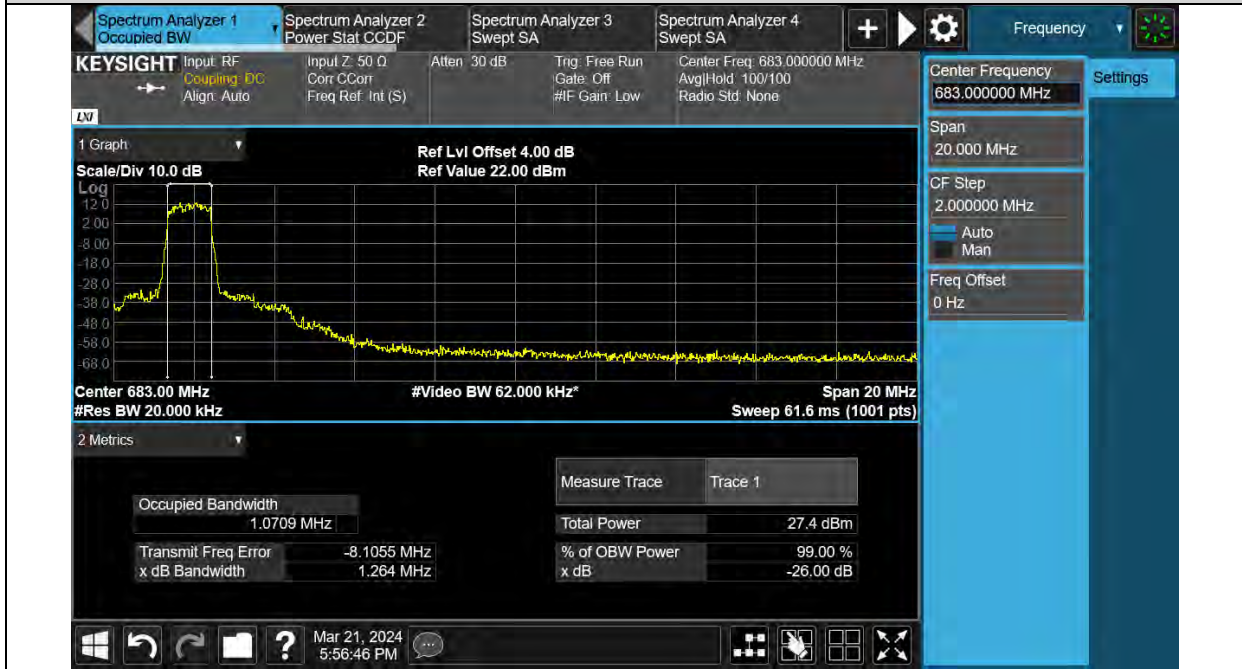 Spectrum Analyzer 1
Occupied BW
Spectrum Analyzer 2
Power Stat CCDF
Spectrum Analyzer 3
Swept SA
Spectrum Analyzer 4
Swept SA
+
Frequency
KEYSIGHT
Input: RF
Coupling: DC
Align: Auto
Input Z: 50 Ω
Corr CCorr
Freq Ref: Int (S)
Atten: 30 dB
Trig: Free Run
Gate: Off
#IF Gain: Low
Center Freq: 683.000000 MHz
Avg|Hold: 100/100
Radio Std: None
LXI
Center Frequency
683.000000 MHz
Settings
Span
20.000 MHz
CF Step
2.000000 MHz
Auto
Man
Freq Offset
0 Hz
1 Graph
Scale/Div 10.0 dB
Ref Lvl Offset 4.00 dB
Ref Value 22.00 dBm
Log
12.0
2.00
-8.00
-18.0
-28.0
-38.0
-48.0
-58.0
-68.0
Center 683.00 MHz
#Video BW 62.000 kHz*
Span 20 MHz
#Res BW 20.000 kHz
Sweep 61.6 ms (1001 pts)
2 Metrics
Measure Trace
Trace 1
Occupied Bandwidth
1.0709 MHz
Total Power
27.4 dBm
Transmit Freq Error
-8.1055 MHz
% of OBW Power
99.00 %
x dB Bandwidth
1.264 MHz
x dB
-26.00 dB
?
Mar 21, 2024
5:56:46 PM